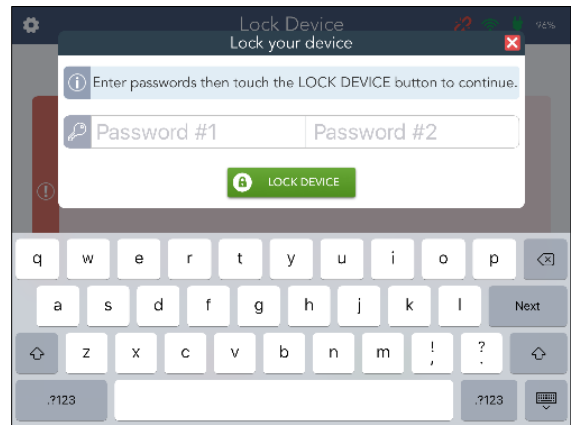 Lock Device
96%
Lock your device
Enter passwords then touch the LOCK DEVICE button to continue.
Password #1 Password #2
LOCK DEVICE
q w e r t y u i o p
a s d f g h j k l Next
z x c v b n m ! , ? .
.?123 .?123